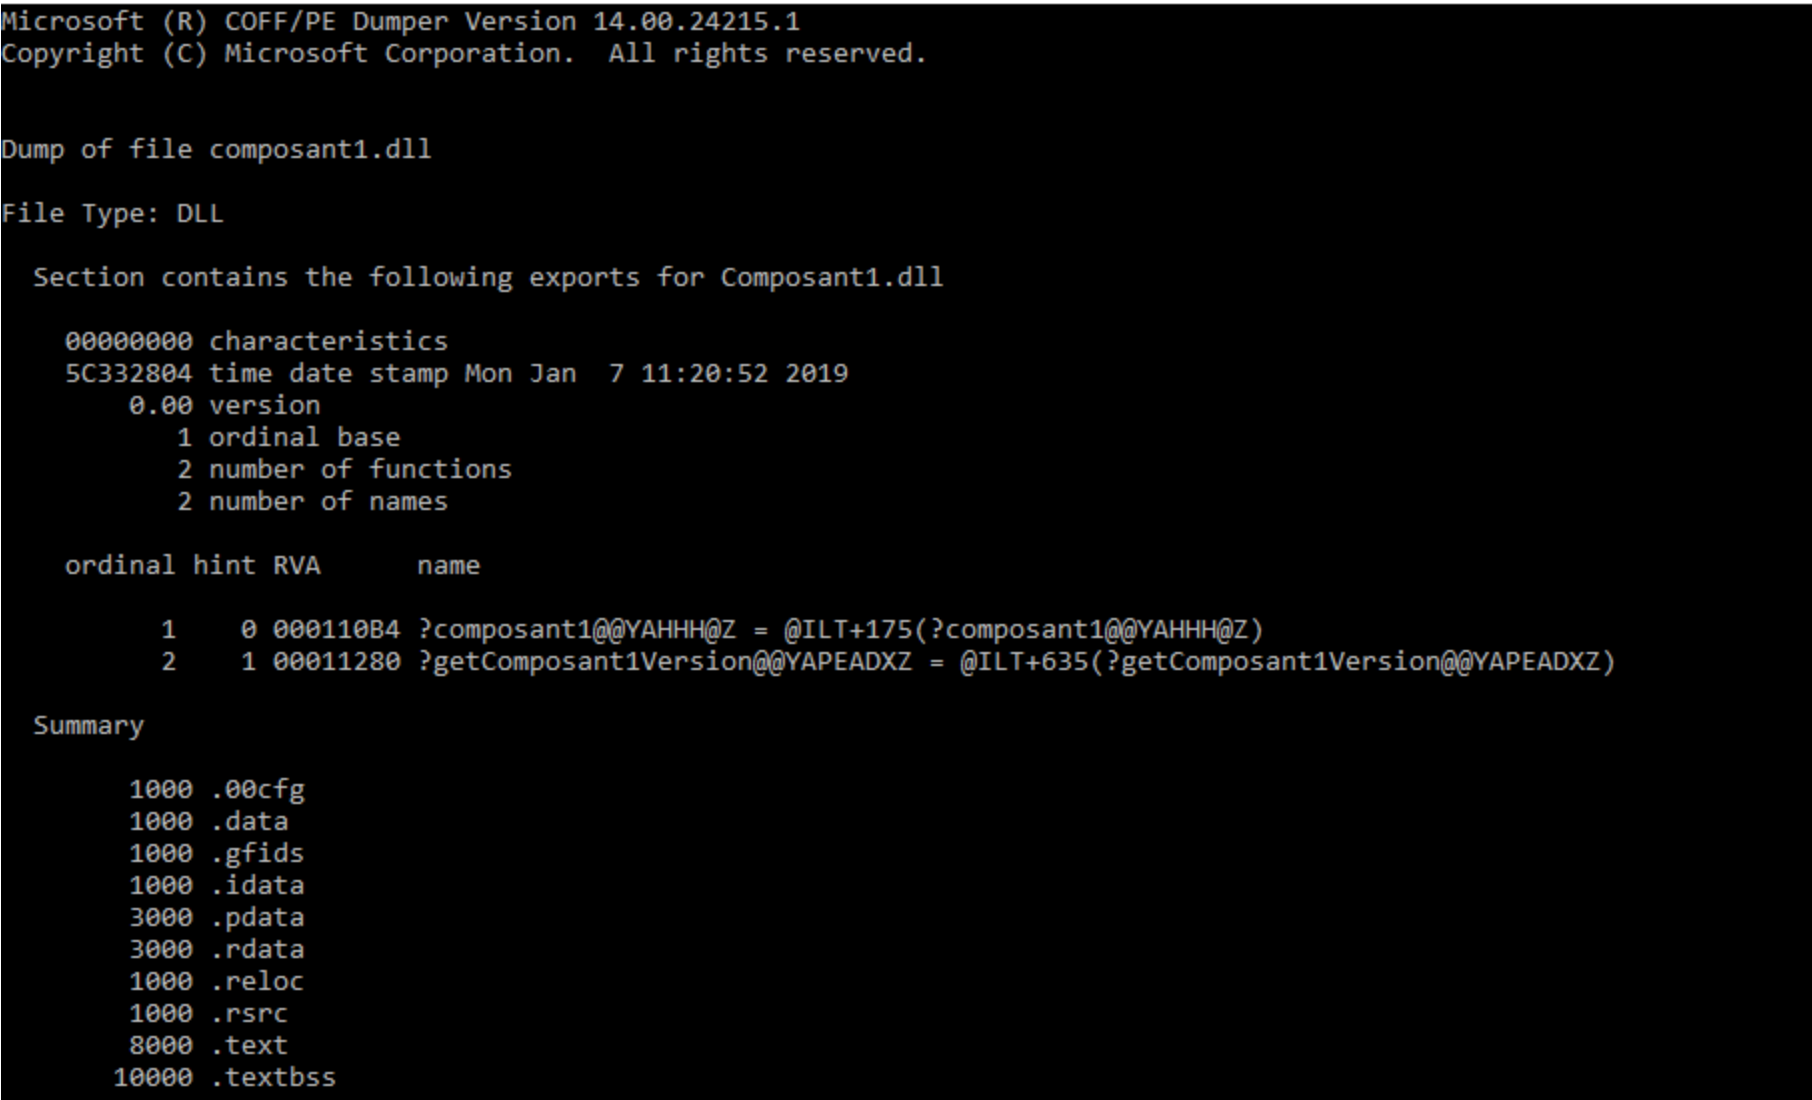 Microsoft (R) COFF/PE Dumper Version 14.00.24215.1
Copyright (C) Microsoft Corporation.  All rights reserved.
Dump of file composant1.dll
File Type: DLL
Section contains the following exports for Composant1.dll
00000000 characteristics
5C332804 time date stamp Mon Jan  7 11:20:52 2019
0.00 version
1 ordinal base
2 number of functions
2 number of names
ordinal hint RVA      name
1    0 000110B4 ?composant1@@YAHHH@Z = @ILT+175(?composant1@@YAHHH@Z)
2    1 00011280 ?getComposant1Version@@YAPEADXZ = @ILT+635(?getComposant1Version@@YAPEADXZ)
Summary
1000 .00cfg
1000 .data
1000 .gfids
1000 .idata
3000 .pdata
3000 .rdata
1000 .reloc
1000 .rsrc
8000 .text
10000 .textbss